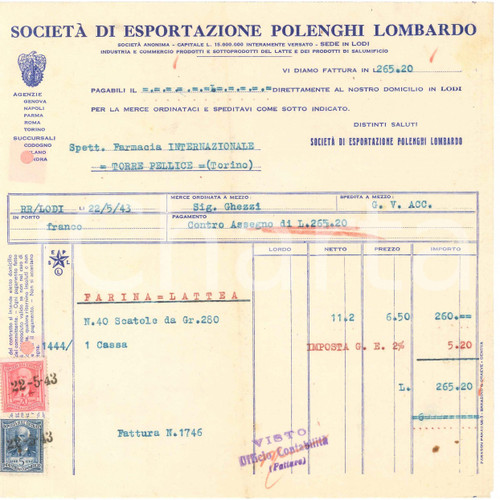 SOCIETÀ DI ESPORTAZIONE POLENGHI LOMBARDO
SOCIETÀ ANONIMA - CAPITALE L. 15.000.000 INTERAMENTE VERSATO - SEDE IN LODI
INDUSTRIA E COMMERCIO PRODOTTI E SOTTOPRODOTTI DEL LATTE E DEI PRODOTTI DI SALUMIFICIO
VI DIAMO FATTURA IN L. 265.20
PAGABILI IL =.=.=.=.=.=.=.=.=.=DIRETTAMENTE AL NOSTRO DOMICILIO IN LODI
PER LA MERCE ORDINATACI E SPEDITAVI COME SOTTO INDICATO.
AGENZIE
GENOVA
NAPOLI
PARMA
ROMA
TORINO
SUCCURSALI
CODOGNO
DISTINTI SALUTI
SOCIETÀ DI ESPORTAZIONE POLENGHI LOMBARDO
Spett. Farmacia INTERNAZIONALE
= TORRE PELLICE =(Torino)
RR/LODI
22/5/43
MERCE ORDINATA A MEZZO:
Sig. Ghezzi
SPEDITA A MEZZO:
G. V. ACC.
IN PORTO
franco
PAGAMENTO
Contro Assegno di L.265.20
LORDO NETTO PREZZO IMPORTO
E P
S L
FARINA = LATTEA
N.40 Scatole da Gr.280 11.2 6.50 260.==
1444/ 1 Cassa IMPOSTA G. E. 2% 5.20
L. 265.20
22-5-43
Fattura N.1746
VISTO
Officio Contabilità
(Fatture)